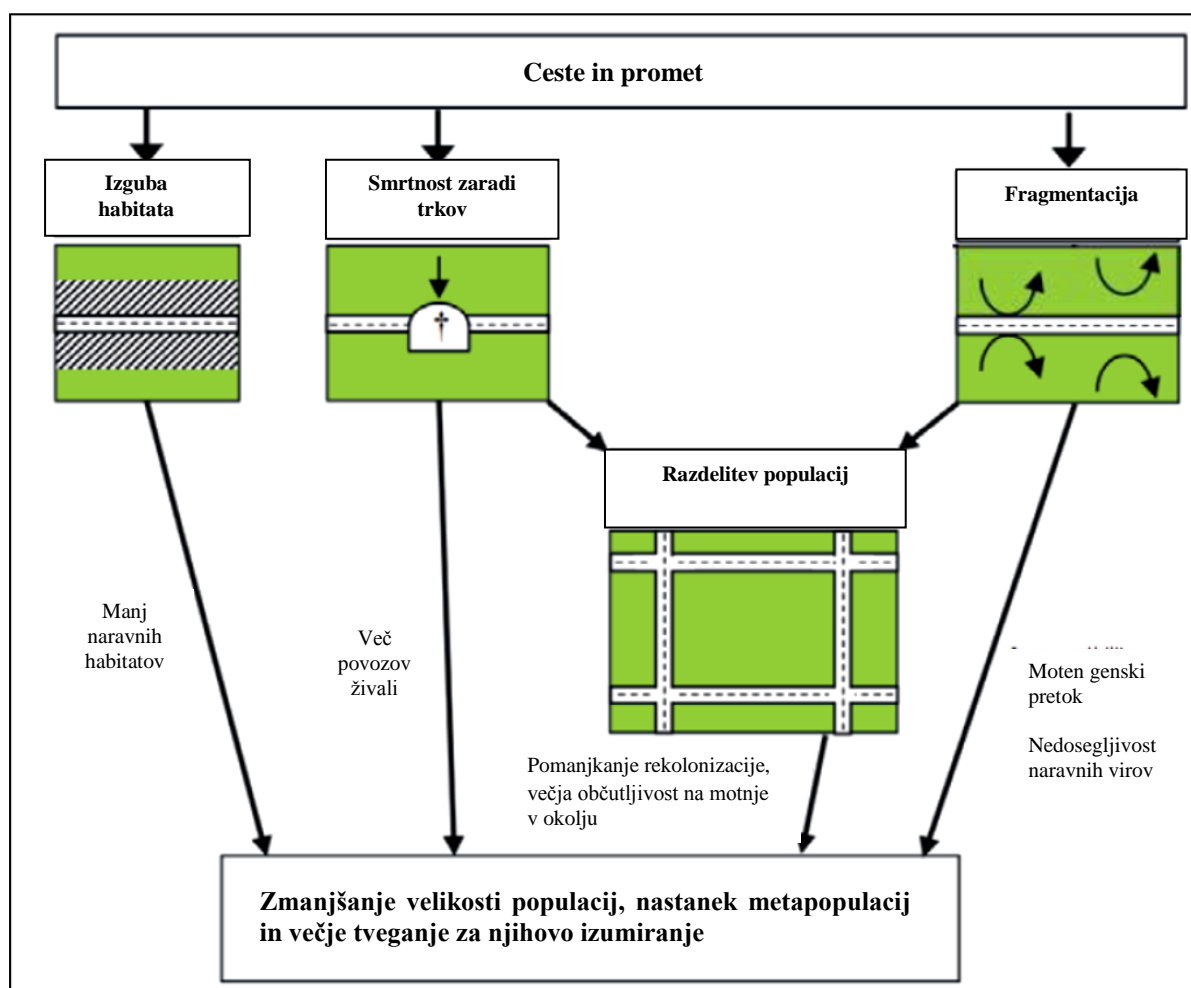 Ceste in promet
Izguba
habitata
Smrtnost zaradi
trkov
Fragmentacija
†
Razdelitev populacij
Manj
naravnih
habitatov
Več
povozov
živali
Pomanjkanje rekolonizacije,
večja občutljivost na motnje
v okolju
Moten genski
pretok
Nedosegljivost
naravnih virov
Zmanjšanje velikosti populacij, nastanek metapopulacij
in večje tveganje za njihovo izumiranje